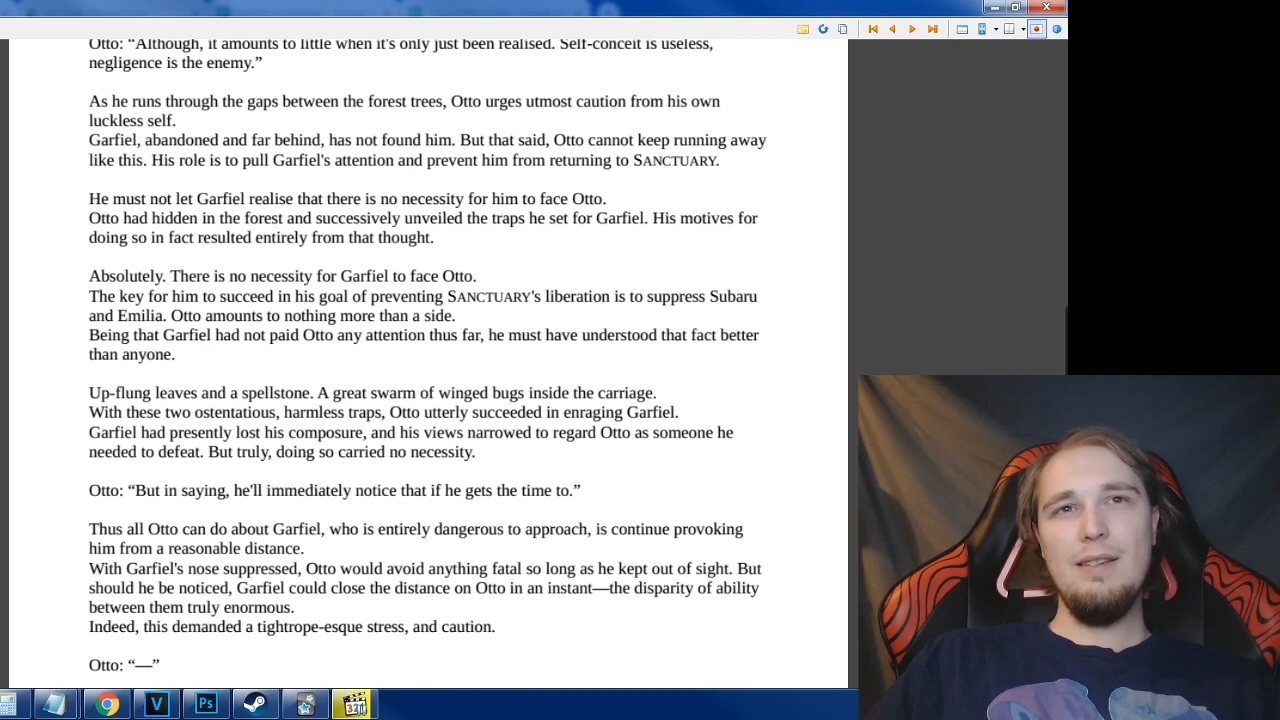 Otto: “Although, it amounts to little when it's only just been realised. Self-conceit is useless,
negligence is the enemy.”
As he runs through the gaps between the forest trees, Otto urges utmost caution from his own
luckless self.
Garfiel, abandoned and far behind, has not found him. But that said, Otto cannot keep running away
like this. His role is to pull Garfiel's attention and prevent him from returning to SANCTUARY.
He must not let Garfiel realise that there is no necessity for him to face Otto.
Otto had hidden in the forest and successively unveiled the traps he set for Garfiel. His motives for
doing so in fact resulted entirely from that thought.
Absolutely. There is no necessity for Garfiel to face Otto.
The key for him to succeed in his goal of preventing SANCTUARY's liberation is to suppress Subaru
and Emilia. Otto amounts to nothing more than a side.
Being that Garfiel had not paid Otto any attention thus far, he must have understood that fact better
than anyone.
Up-flung leaves and a spellstone. A great swarm of winged bugs inside the carriage.
With these two ostentatious, harmless traps, Otto utterly succeeded in enraging Garfiel.
Garfiel had presently lost his composure, and his views narrowed to regard Otto as someone he
needed to defeat. But truly, doing so carried no necessity.
Otto: “But in saying, he'll immediately notice that if he gets the time to.”
Thus all Otto can do about Garfiel, who is entirely dangerous to approach, is continue provoking
him from a reasonable distance.
With Garfiel's nose suppressed, Otto would avoid anything fatal so long as he kept out of sight. But
should he be noticed, Garfiel could close the distance on Otto in an instant—the disparity of ability
between them truly enormous.
Indeed, this demanded a tightrope-esque stress, and caution.
Otto: “—”
V
Ps
321